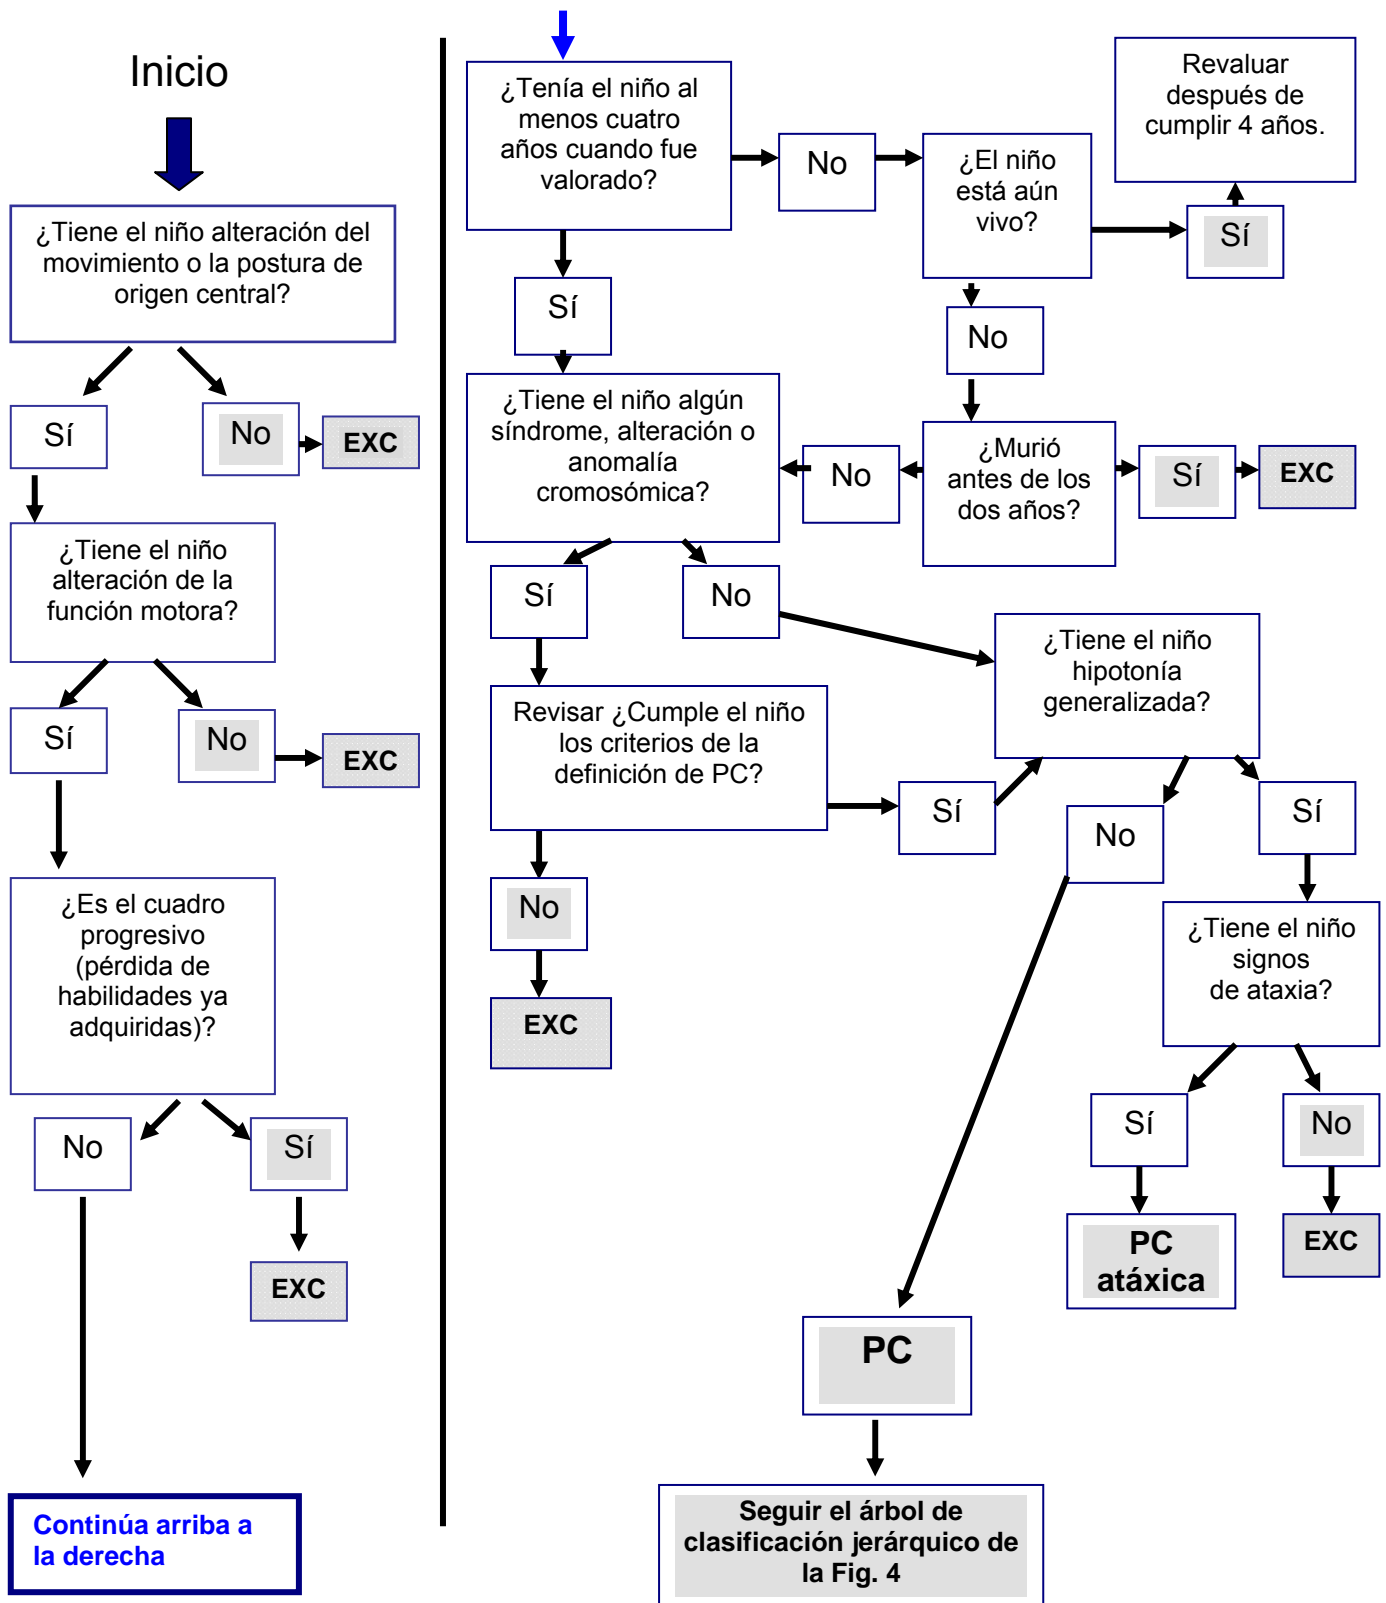 Inicio
¿Tiene el niño alteración del
movimiento o la postura de
origen central?
Sí
No
EXC
¿Tiene el niño
alteración de la
función motora?
Sí
No
EXC
¿Es el cuadro
progresivo
(pérdida de
habilidades ya
adquiridas)?
No
Sí
EXC
Continúa arriba a
la derecha
¿Tenía el niño al
menos cuatro
años cuando fue
valorado?
No
¿El niño
está aún
vivo?
Sí
Revaluar
después de
cumplir 4 años.
Sí
No
¿Tiene el niño algún
síndrome, alteración o
anomalía
cromosómica?
No
¿Murió
antes de los
dos años?
Sí
EXC
Sí
No
¿Tiene el niño
hipotonía
generalizada?
Revisar ¿Cumple el niño
los criterios de la
definición de PC?
Sí
No
Sí
No
EXC
¿Tiene el niño
signos
de ataxia?
Sí
No
PC
atáxica
EXC
PC
Seguir el árbol de
clasificación jerárquico de
la Fig. 4